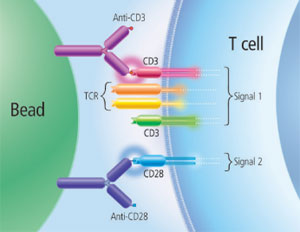 Anti-CD3
T cell
CD3
TCR
Signal 1
Bead
CD3
Signal 2
CD28
Anti-CD28